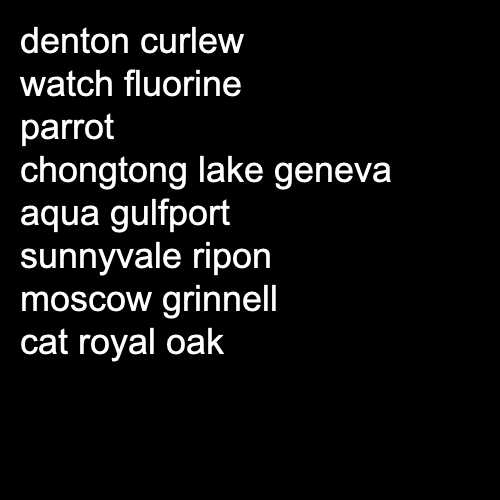 denton curlew
watch fluorine
parrot
chongtong lake geneva
aqua gulfport
sunnyvale ripon
moscow grinnell
cat royal oak